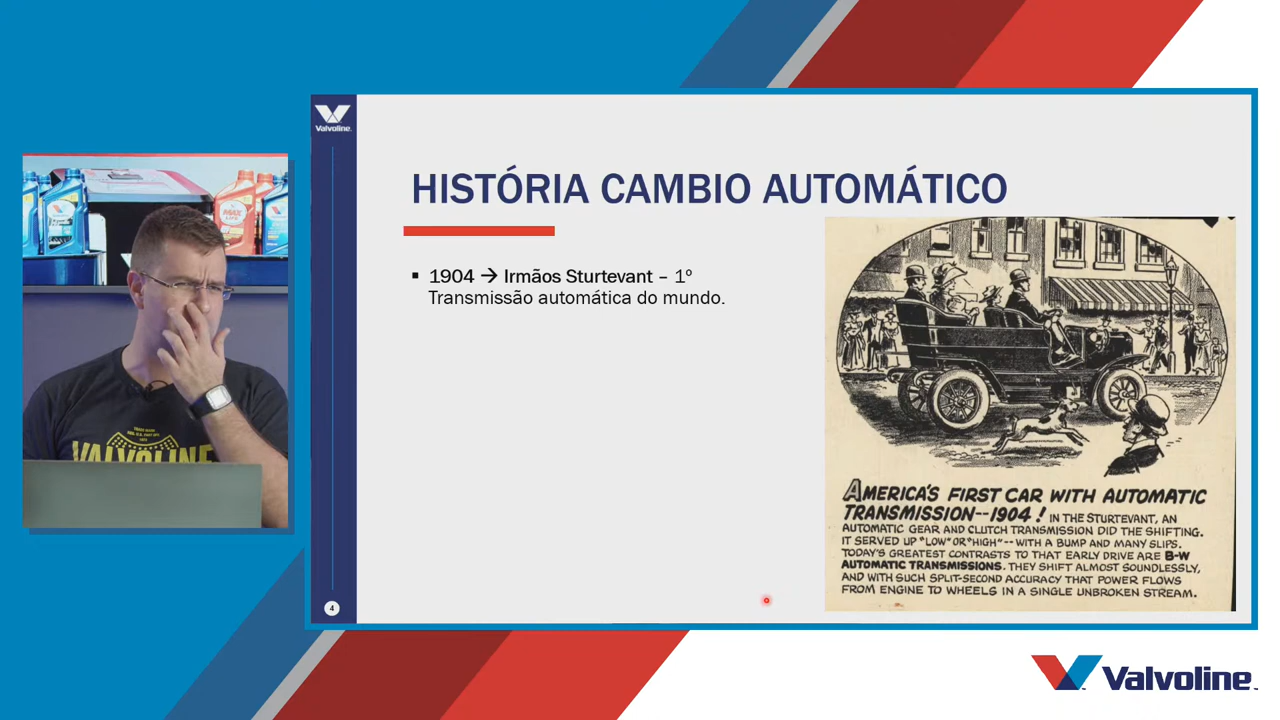 Valvoline.
HISTÓRIA CAMBIO AUTOMÁTICO
▪ 1904 → Irmãos Sturtevant – 1º
Transmissão automática do mundo.
AMERICA'S FIRST CAR WITH AUTOMATIC
TRANSMISSION--1904! IN THE STURTEVANT, AN
AUTOMATIC GEAR AND CLUTCH TRANSMISSION DID THE SHIFTING.
IT SERVED UP "LOW" OR "HIGH"-- WITH A BUMP AND MANY SLIPS.
TODAY'S GREATEST CONTRASTS TO THAT EARLY DRIVE ARE B-W
AUTOMATIC TRANSMISSIONS. THEY SHIFT ALMOST SOUNDLESSLY,
AND WITH SUCH SPLIT-SECOND ACCURACY THAT POWER FLOWS
FROM ENGINE TO WHEELS IN A SINGLE UNBROKEN STREAM.
4
MAX
LIFE
VALVOLINE
Valvoline